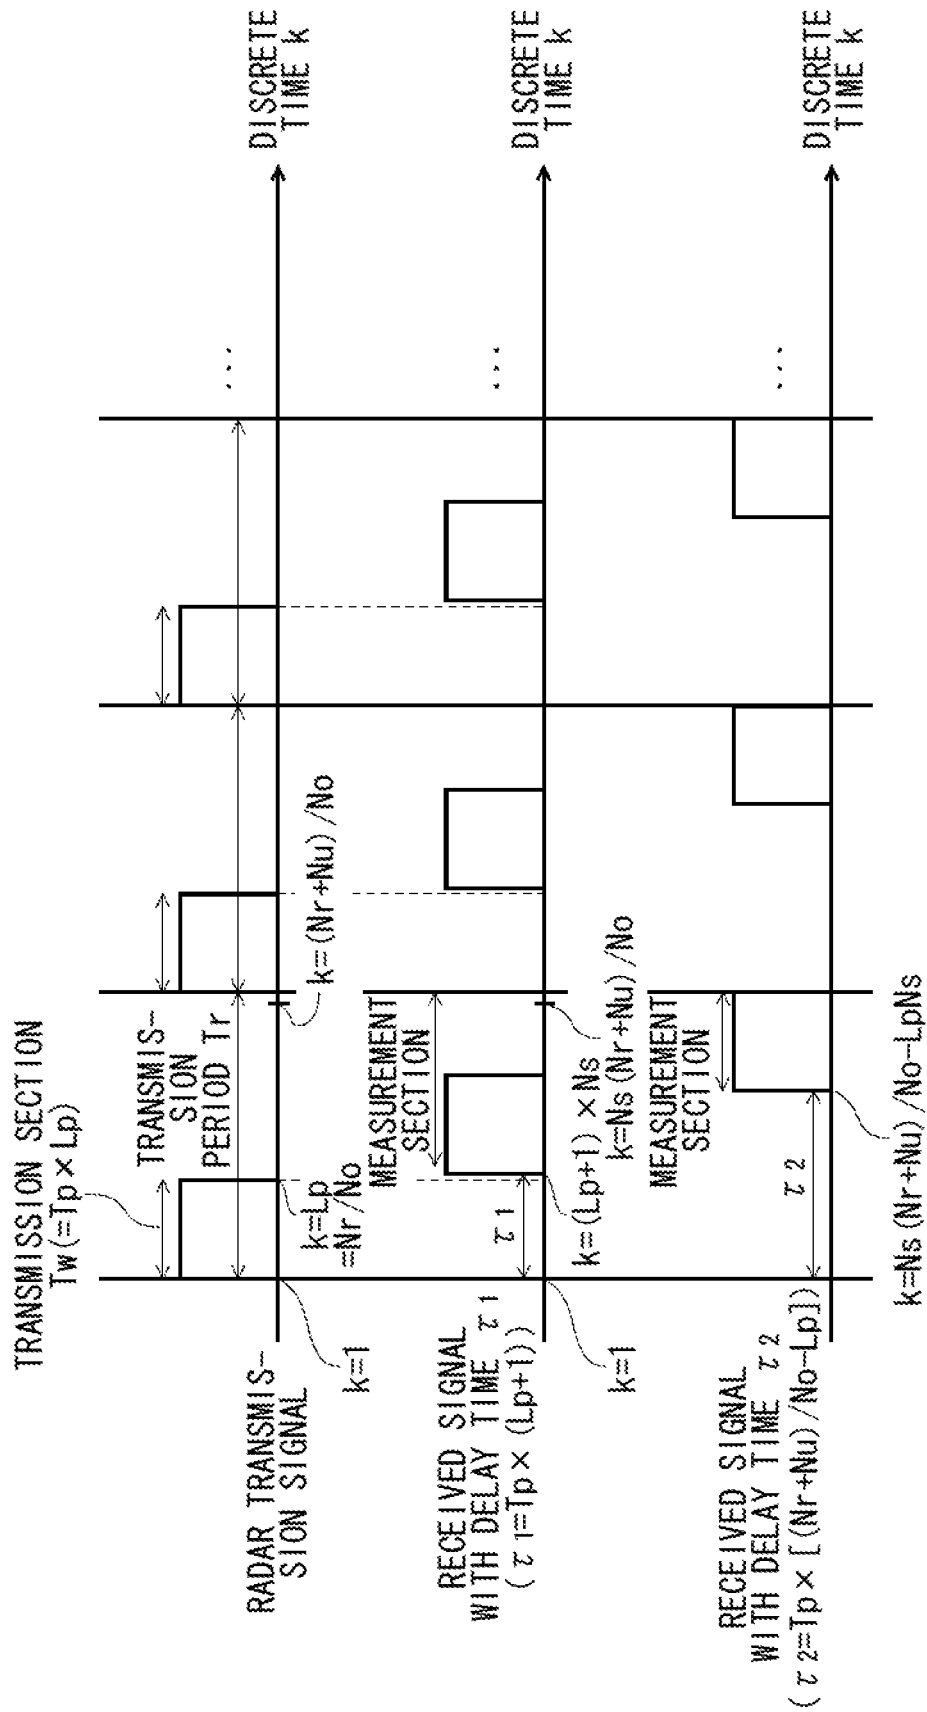 TRANSMISSION SECTION
Tw(=Tp×Lp)
TRANSMIS-
SION
PERIOD Tr
RADAR TRANSMIS-
SION SIGNAL
k=1
k=Lp
=Nr/No
k=(Nr+Nu)/No
...
DISCRETE
TIME k
RECEIVED SIGNAL
WITH DELAY TIME τ1
(τ1=Tp×(Lp+1))
k=1
τ1
MEASUREMENT
SECTION
k=(Lp+1)×Ns
k=Ns(Nr+Nu)/No
...
DISCRETE
TIME k
RECEIVED SIGNAL
WITH DELAY TIME τ2
(τ2=Tp×[(Nr+Nu)/No-Lp])
τ2
MEASUREMENT
SECTION
k=Ns(Nr+Nu)/No-LpNs
...
DISCRETE
TIME k